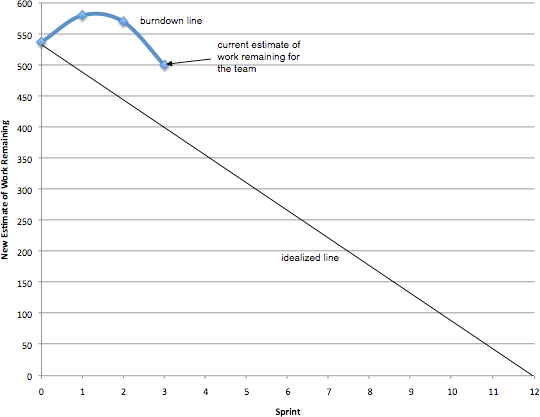 600
550
500
450
400
350
300
250
200
150
100
50
0
New Estimate of Work Remaining
burndown line
current estimate of
work remaining for
the team
idealized line
0 1 2 3 4 5 6 7 8 9 10 11 12
Sprint